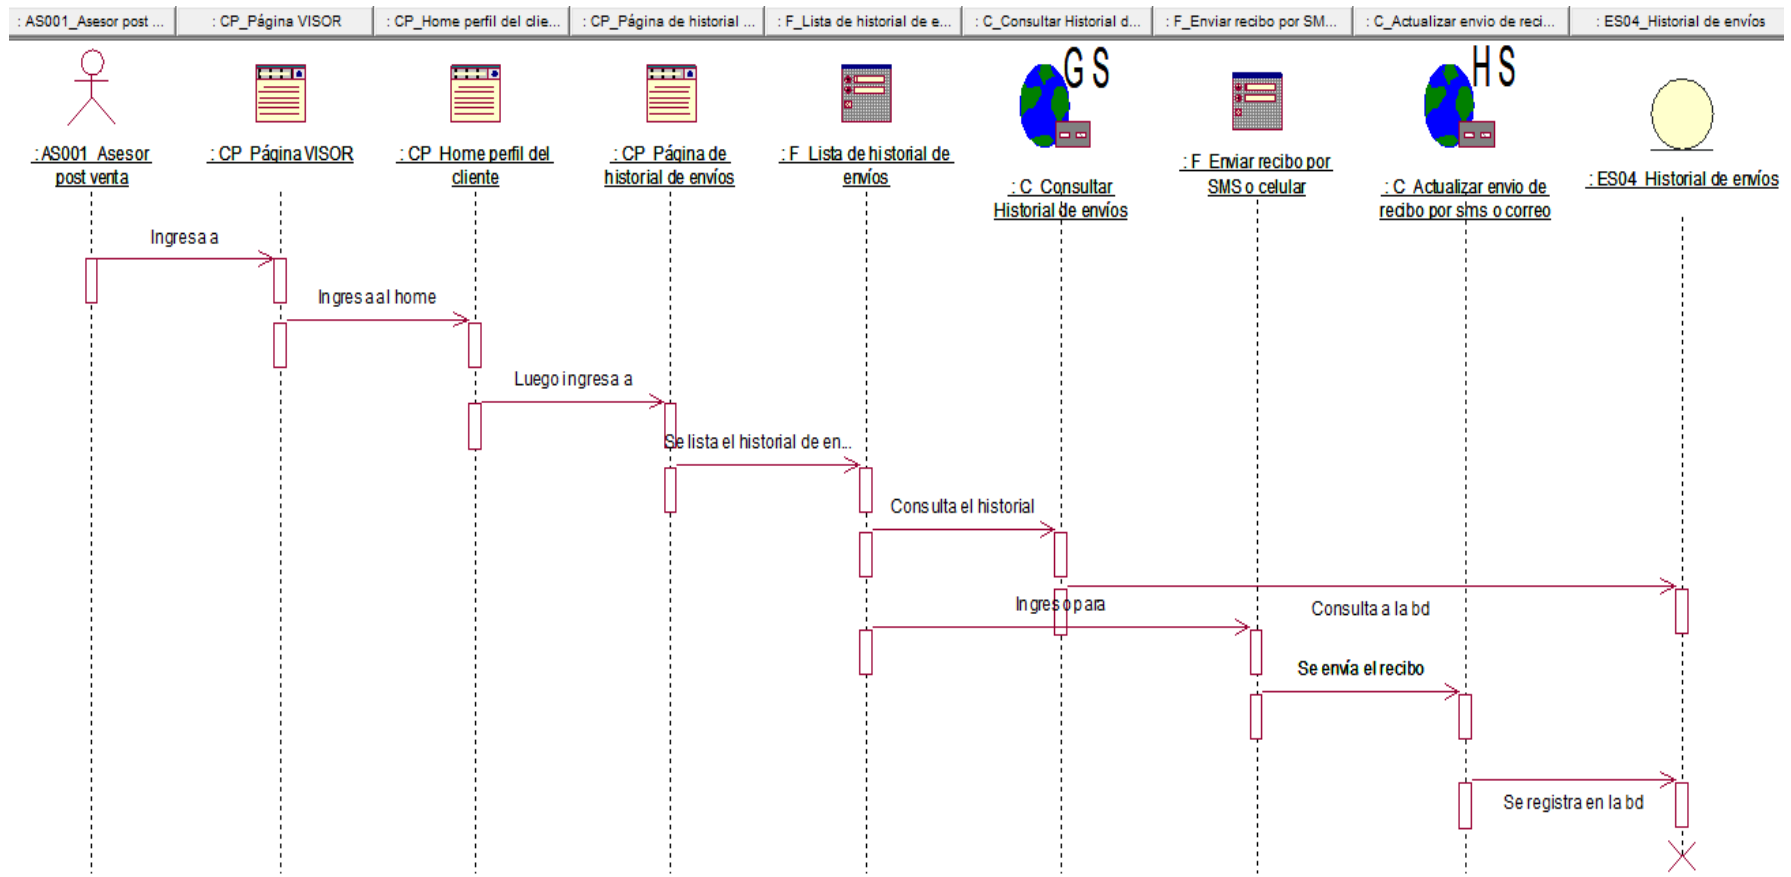 : AS001_Asesor post ...
: CP_Página VISOR
: CP_Home perfil del clie...
: CP_Página de historial ...
: F_Lista de historial de e...
: C_Consultar Historial d...
: F_Enviar recibo por SM...
: C_Actualizar envio de reci...
: ES04_Historial de envíos
GS
HS
: AS001_Asesor
post venta
: CP_Página VISOR
: CP_Home perfil del
cliente
: CP_Página de
historial de envíos
: F_Lista de historial de
envíos
: C_Consultar
Historial de envíos
: F_Enviar recibo por
SMS o celular
: C_Actualizar envio de
recibo por sms o correo
: ES04_Historial de envíos
Ingresa a
Ingresa al home
Luego ingresa a
Se lista el historial de en...
Consulta el historial
Consulta a la bd
Ingreso para
Se envía el recibo
Se registra en la bd